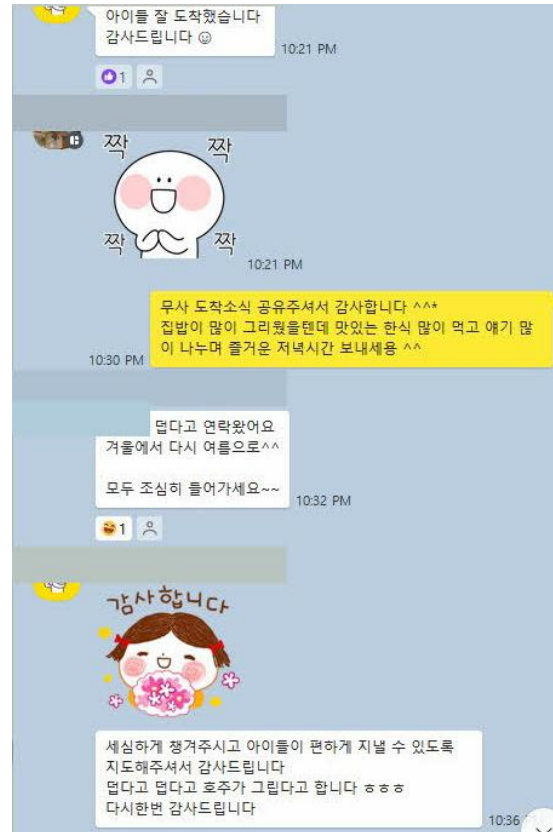 아이들 잘 도착했습니다
감사드립니다
10:21 PM
1
짝 짝
짝 짝
10:21 PM
무사 도착소식 공유주셔서 감사합니다 ^^*
집밥이 많이 그리웠을텐데 맛있는 한식 많이 먹고 얘기 많
이 나누며 즐거운 저녁시간 보내세용 ^^
10:30 PM
덥다고 연락왔어요
겨울에서 다시 여름으로^^
모두 조심히 들어가세요~~
10:32 PM
1
감사합니다
세심하게 챙겨주시고 아이들이 편하게 지낼 수 있도록
지도해주셔서 감사드립니다
덥다고 덥다고 호주가 그립다고 합니다 ㅎㅎㅎ
다시한번 감사드립니다
10:36